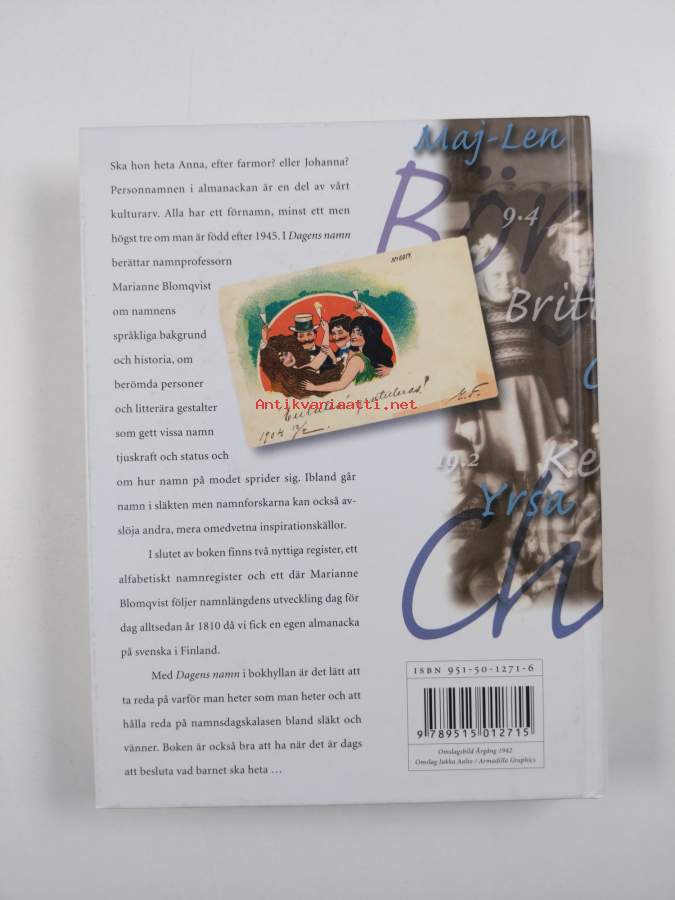 Ska hon heta Anna, efter farmor? eller Johanna?
Personnamnen i almanackan är en del av vårt
kulturarv. Alla har ett förnamn, minst ett men
högst tre om man är född efter 1945. I Dagens namn
berättar namnprofessorn
Marianne Blomqvist
om namnens
språkliga bakgrund
och historia, om
berömda personer
och litterära gestalter
som gett vissa namn
tjuskraft och status och
om hur namn på modet sprider sig. Ibland går
namn i släkten men namnforskarna kan också av-
slöja andra, mera omedvetna inspirationskällor.
I slutet av boken finns två nyttiga register, ett
alfabetiskt namnregister och ett där Marianne
Blomqvist följer namnlängdens utveckling dag för
dag alltsedan år 1810 då vi fick en egen almanacka
på svenska i Finland.
Med Dagens namn i bokhyllan är det lätt att
ta reda på varför man heter som man heter och att
hålla reda på namnsdagskalasen bland släkt och
vänner. Boken är också bra att ha när det är dags
att besluta vad barnet ska heta …
Maj-Len
Bör
9.4
Brit
19.2
Ke
Yrsa
Ch
Antikvariaatti.net
gratuleras!
1904
E.F.
ISBN 951-50-1271-6
9 789515 012715
Omslagsbild Årgång 1942
Omslag Jukka Aalto / Armadillo Graphics